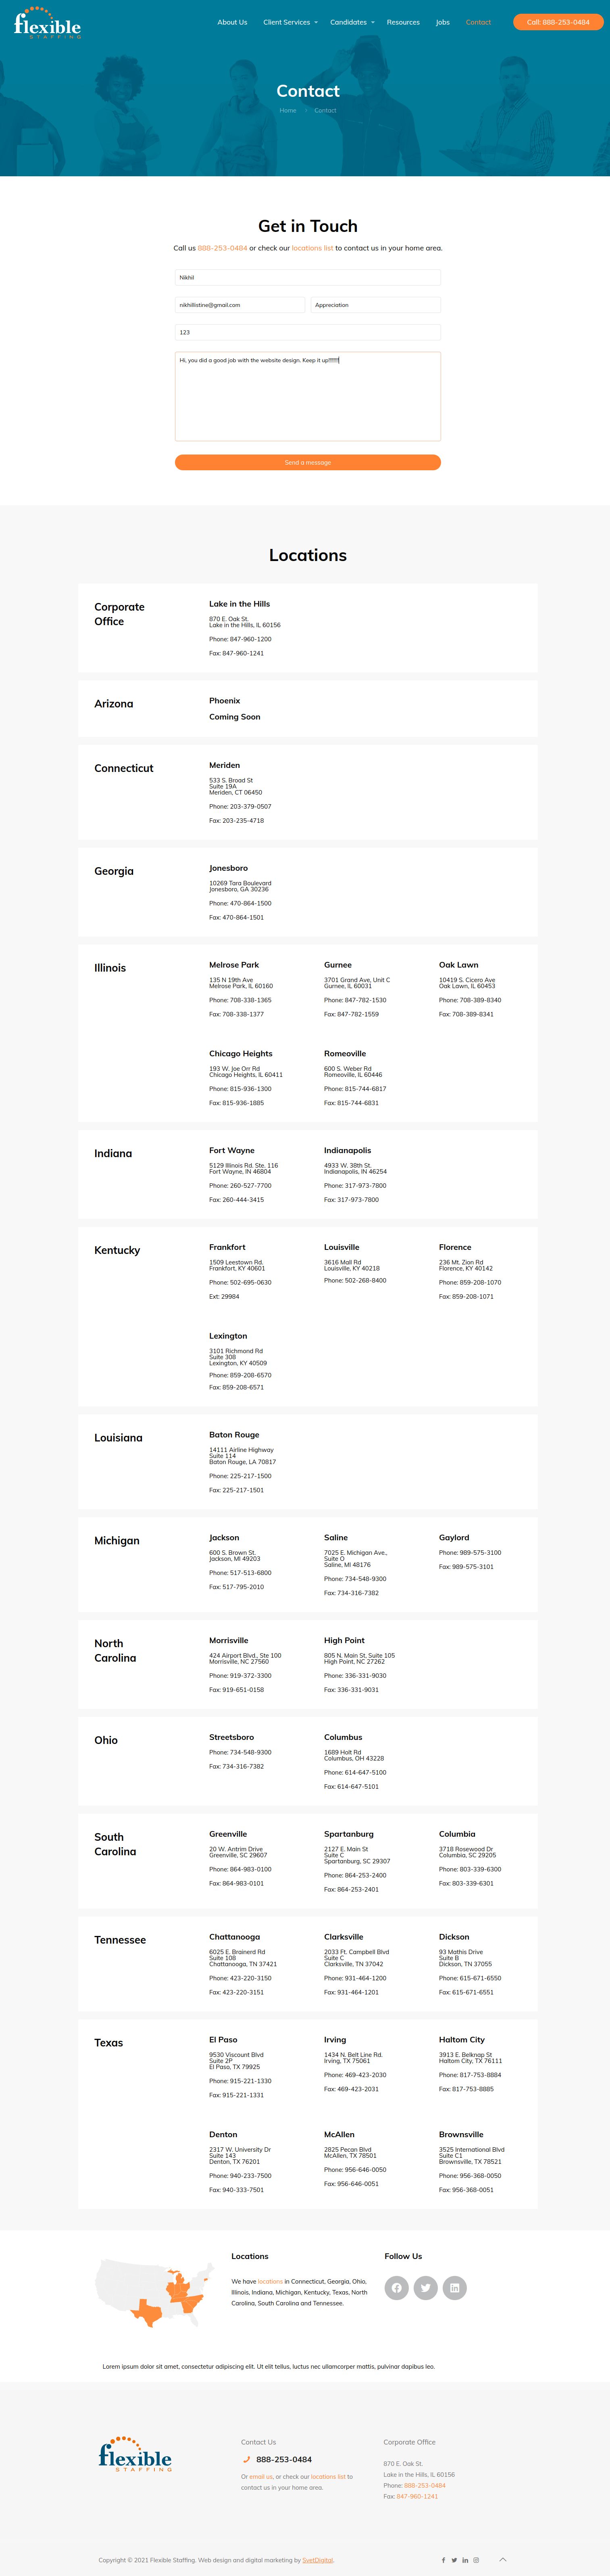 flexible
STAFFING
About Us
Client Services
Candidates
Resources
Jobs
Contact
Call: 888-253-0484
Contact
Home
Contact
Get in Touch
Call us 888-253-0484 or check our locations list to contact us in your home area.
Nikhil
nikhillistine@gmail.com
Appreciation
123
Hi, you did a good job with the website design. Keep it up!!!!!!!
Send a message
Locations
Corporate
Office
Lake in the Hills
870 E. Oak St.
Lake in the Hills, IL 60156
Phone: 847-960-1200
Fax: 847-960-1241
Arizona
Phoenix
Coming Soon
Connecticut
Meriden
533 S. Broad St
Suite 19A
Meriden, CT 06450
Phone: 203-379-0507
Fax: 203-235-4718
Georgia
Jonesboro
10269 Tara Boulevard
Jonesboro, GA 30236
Phone: 470-864-1500
Fax: 470-864-1501
Illinois
Melrose Park
135 N 19th Ave
Melrose Park, IL 60160
Phone: 708-338-1365
Fax: 708-338-1377
Gurnee
3701 Grand Ave, Unit C
Gurnee, IL 60031
Phone: 847-782-1530
Fax: 847-782-1559
Oak Lawn
10419 S. Cicero Ave
Oak Lawn, IL 60453
Phone: 708-389-8340
Fax: 708-389-8341
Chicago Heights
193 W. Joe Orr Rd
Chicago Heights, IL 60411
Phone: 815-936-1300
Fax: 815-936-1885
Romeoville
600 S. Weber Rd
Romeoville, IL 60446
Phone: 815-744-6817
Fax: 815-744-6831
Indiana
Fort Wayne
5129 Illinois Rd. Ste. 116
Fort Wayne, IN 46804
Phone: 260-527-7700
Fax: 260-444-3415
Indianapolis
4933 W. 38th St.
Indianapolis, IN 46254
Phone: 317-973-7800
Fax: 317-973-7800
Kentucky
Frankfort
1509 Leestown Rd.
Frankfort, KY 40601
Phone: 502-695-0630
Ext: 29984
Louisville
3616 Mall Rd
Louisville, KY 40218
Phone: 502-268-8400
Florence
236 Mt. Zion Rd
Florence, KY 40142
Phone: 859-208-1070
Fax: 859-208-1071
Lexington
3101 Richmond Rd
Suite 308
Lexington, KY 40509
Phone: 859-208-6570
Fax: 859-208-6571
Louisiana
Baton Rouge
14111 Airline Highway
Suite 114
Baton Rouge, LA 70817
Phone: 225-217-1500
Fax: 225-217-1501
Michigan
Jackson
600 S. Brown St.
Jackson, MI 49203
Phone: 517-513-6800
Fax: 517-795-2010
Saline
7025 E. Michigan Ave.,
Suite O
Saline, MI 48176
Phone: 734-548-9300
Fax: 734-316-7382
Gaylord
Phone: 989-575-3100
Fax: 989-575-3101
North
Carolina
Morrisville
424 Airport Blvd., Ste 100
Morrisville, NC 27560
Phone: 919-372-3300
Fax: 919-651-0158
High Point
805 N. Main St, Suite 105
High Point, NC 27262
Phone: 336-331-9030
Fax: 336-331-9031
Ohio
Streetsboro
Phone: 734-548-9300
Fax: 734-316-7382
Columbus
1689 Holt Rd
Columbus, OH 43228
Phone: 614-647-5100
Fax: 614-647-5101
South
Carolina
Greenville
20 W. Antrim Drive
Greenville, SC 29607
Phone: 864-983-0100
Fax: 864-983-0101
Spartanburg
2127 E. Main St
Suite C
Spartanburg, SC 29307
Phone: 864-253-2400
Fax: 864-253-2401
Columbia
3718 Rosewood Dr
Columbia, SC 29205
Phone: 803-339-6300
Fax: 803-339-6301
Tennessee
Chattanooga
6025 E. Brainerd Rd
Suite 108
Chattanooga, TN 37421
Phone: 423-220-3150
Fax: 423-220-3151
Clarksville
2033 Ft. Campbell Blvd
Suite C
Clarksville, TN 37042
Phone: 931-464-1200
Fax: 931-464-1201
Dickson
93 Mathis Drive
Suite B
Dickson, TN 37055
Phone: 615-671-6550
Fax: 615-671-6551
Texas
El Paso
9530 Viscount Blvd
Suite 2P
El Paso, TX 79925
Phone: 915-221-1330
Fax: 915-221-1331
Irving
1434 N. Belt Line Rd.
Irving, TX 75061
Phone: 469-423-2030
Fax: 469-423-2031
Haltom City
3913 E. Belknap St
Haltom City, TX 76111
Phone: 817-753-8884
Fax: 817-753-8885
Denton
2317 W. University Dr
Suite 143
Denton, TX 76201
Phone: 940-233-7500
Fax: 940-333-7501
McAllen
2825 Pecan Blvd
McAllen, TX 78501
Phone: 956-646-0050
Fax: 956-646-0051
Brownsville
3525 International Blvd
Suite C1
Brownsville, TX 78521
Phone: 956-368-0050
Fax: 956-368-0051
Locations
We have locations in Connecticut, Georgia, Ohio,
Illinois, Indiana, Michigan, Kentucky, Texas, North
Carolina, South Carolina and Tennessee.
Follow Us
Lorem ipsum dolor sit amet, consectetur adipiscing elit. Ut elit tellus, luctus nec ullamcorper mattis, pulvinar dapibus leo.
flexible
STAFFING
Contact Us
888-253-0484
Or email us, or check our locations list to
contact us in your home area.
Corporate Office
870 E. Oak St.
Lake in the Hills, IL 60156
Phone: 888-253-0484
Fax: 847-960-1241
Copyright © 2021 Flexible Staffing. Web design and digital marketing by SvetDigital.